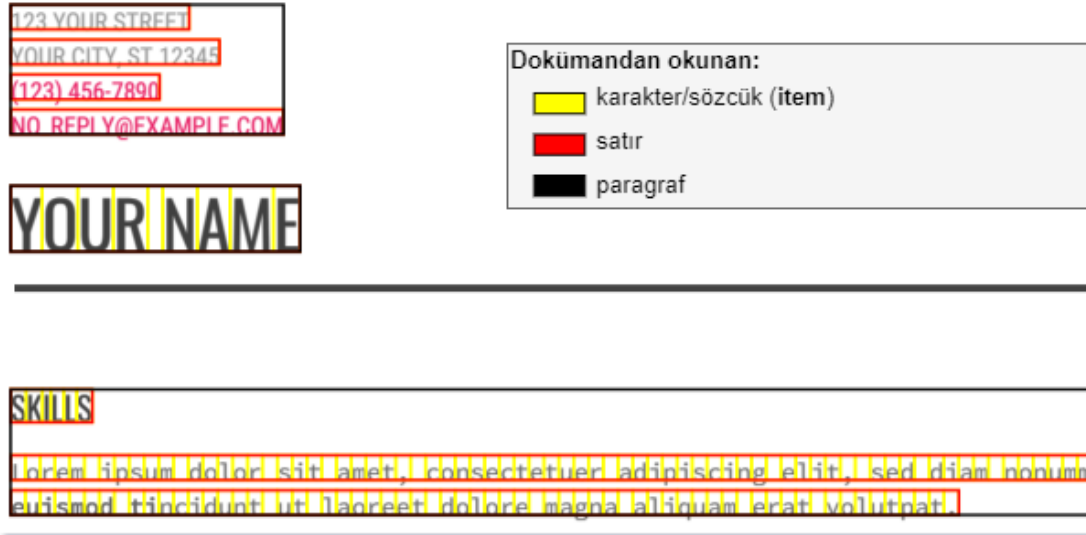 123 YOUR STREET
YOUR CITY, ST 12345
(123) 456-7890
NO_REPLY@EXAMPLE.COM
Dokümandan okunan:
karakter/sözcük (item)
satır
paragraf
YOUR NAME
SKILLS
Lorem ipsum dolor sit amet, consectetuer adipiscing elit, sed diam nonumm
euismod tincidunt ut laoreet dolore magna aliquam erat volutpat.